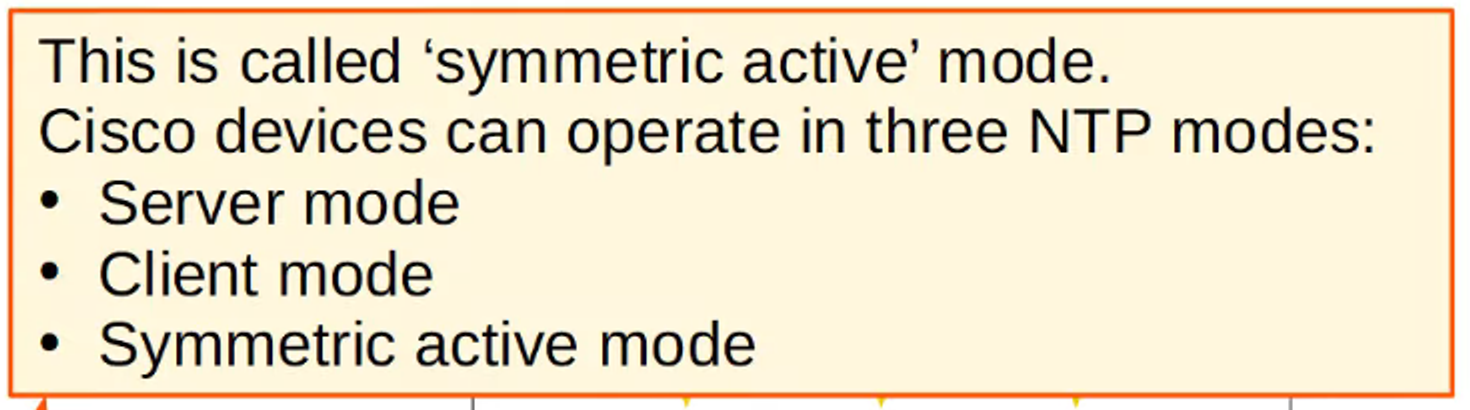 This is called ‘symmetric active’ mode.
Cisco devices can operate in three NTP modes:
• Server mode
• Client mode
• Symmetric active mode